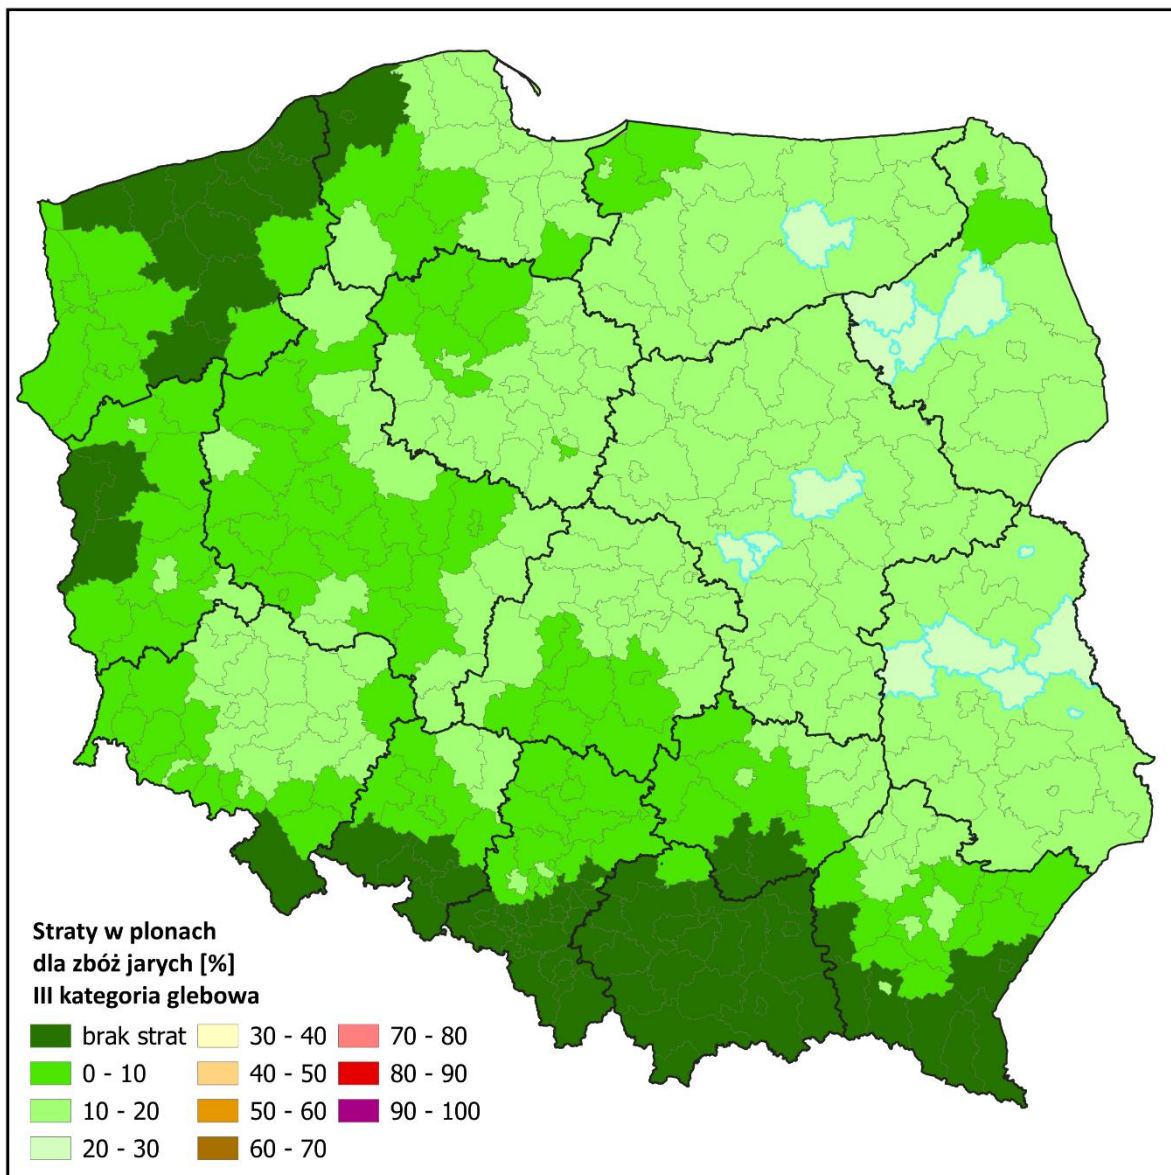 Straty w plonach
dla zbóż jarych [%]
III kategoria glebowa
brak strat
0 - 10
10 - 20
20 - 30
30 - 40
40 - 50
50 - 60
60 - 70
70 - 80
80 - 90
90 - 100